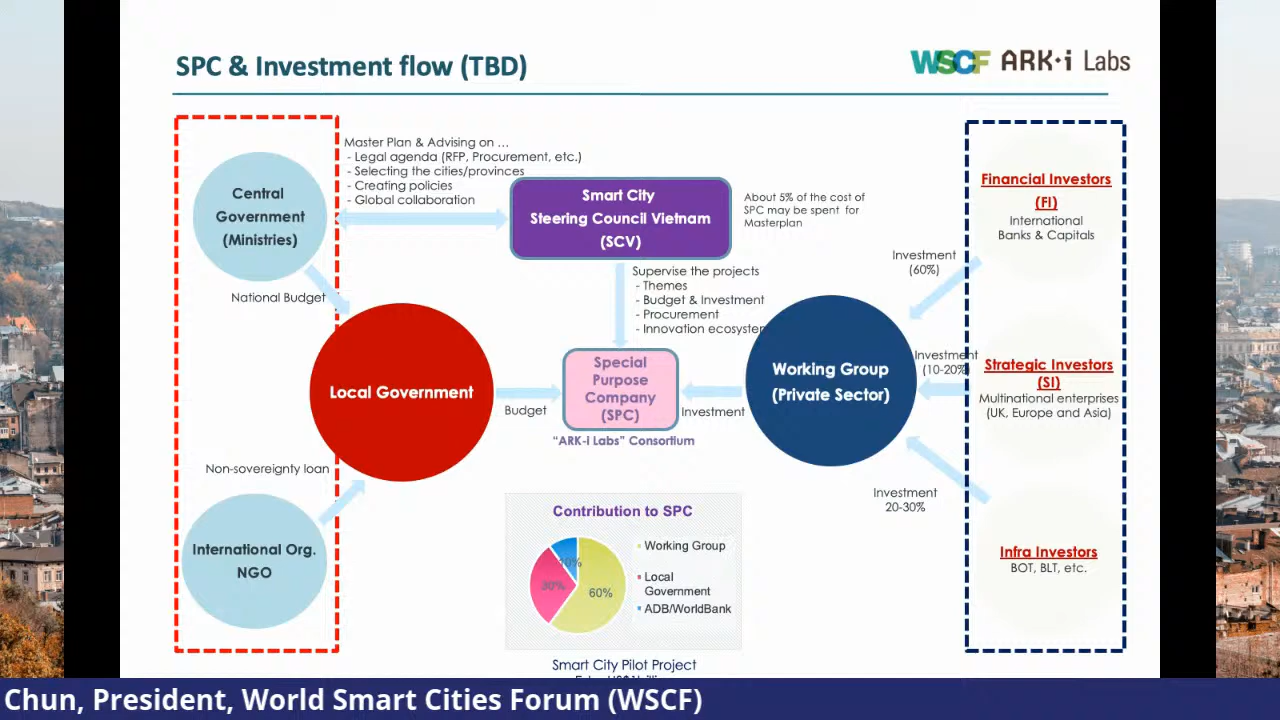 SPC & Investment flow (TBD)
WSCF ARK·i Labs
Master Plan & Advising on ...
- Legal agenda (RFP, Procurement, etc.)
- Selecting the cities/provinces
- Creating policies
- Global collaboration
Central
Government
(Ministries)
Smart City
Steering Council Vietnam
(SCV)
About 5% of the cost of
SPC may be spent for
Masterplan
Financial Investors
(FI)
International
Banks & Capitals
Investment
(60%)
National Budget
Supervise the projects
- Themes
- Budget & Investment
- Procurement
- Innovation ecosystem
Local Government
Budget
Special
Purpose
Company
(SPC)
"ARK-i Labs" Consortium
Investment
Working Group
(Private Sector)
Investment
(10-20%)
Strategic Investors
(SI)
Multinational enterprises
(UK, Europe and Asia)
Non-sovereignty loan
International Org.
NGO
Investment
20-30%
Infra Investors
BOT, BLT, etc.
Contribution to SPC
10%
30%
60%
Working Group
Local
Government
ADB/WorldBank
Smart City Pilot Project
Chun, President, World Smart Cities Forum (WSCF)